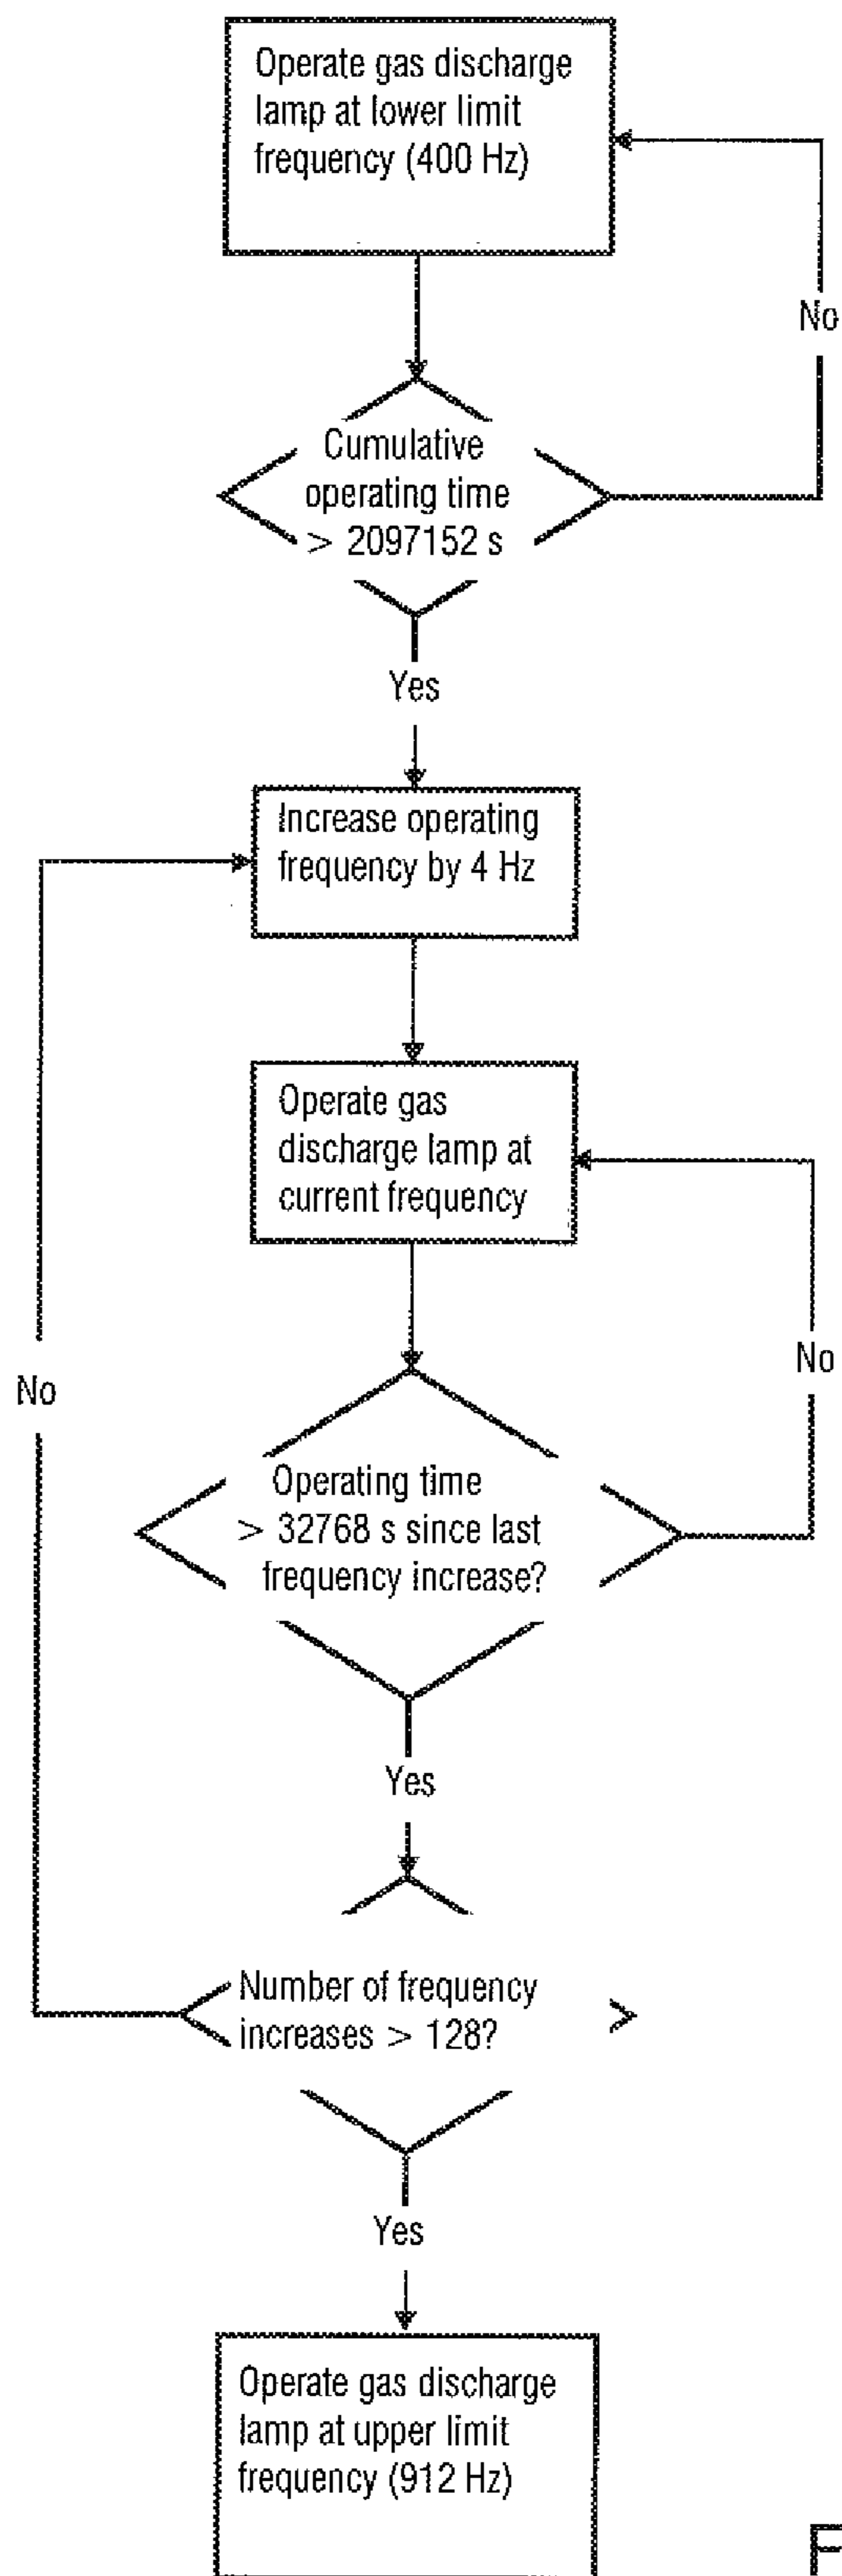 Operate gas discharge
lamp at lower limit
frequency (400 Hz)
No
Cumulative
operating time
> 2097152 s
Yes
Increase operating
frequency by 4 Hz
Operate gas
discharge lamp at
current frequency
No
No
Operating time
> 32768 s since last
frequency increase?
Yes
Number of frequency
increases > 128?
Yes
Operate gas discharge
lamp at upper limit
frequency (912 Hz)